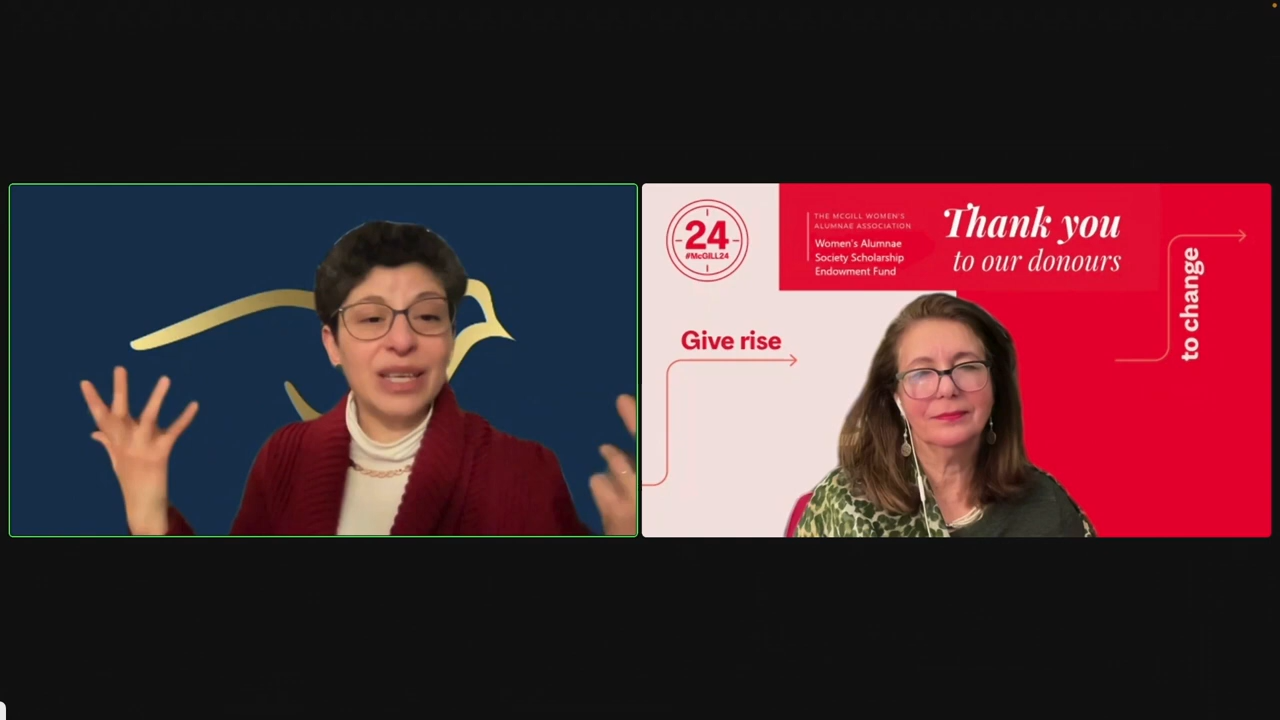 24
#McGILL24
THE MCGILL WOMEN'S
ALUMNAE ASSOCIATION
Women's Alumnae
Society Scholarship
Endowment Fund
Thank you
to our donours
Give rise
to change